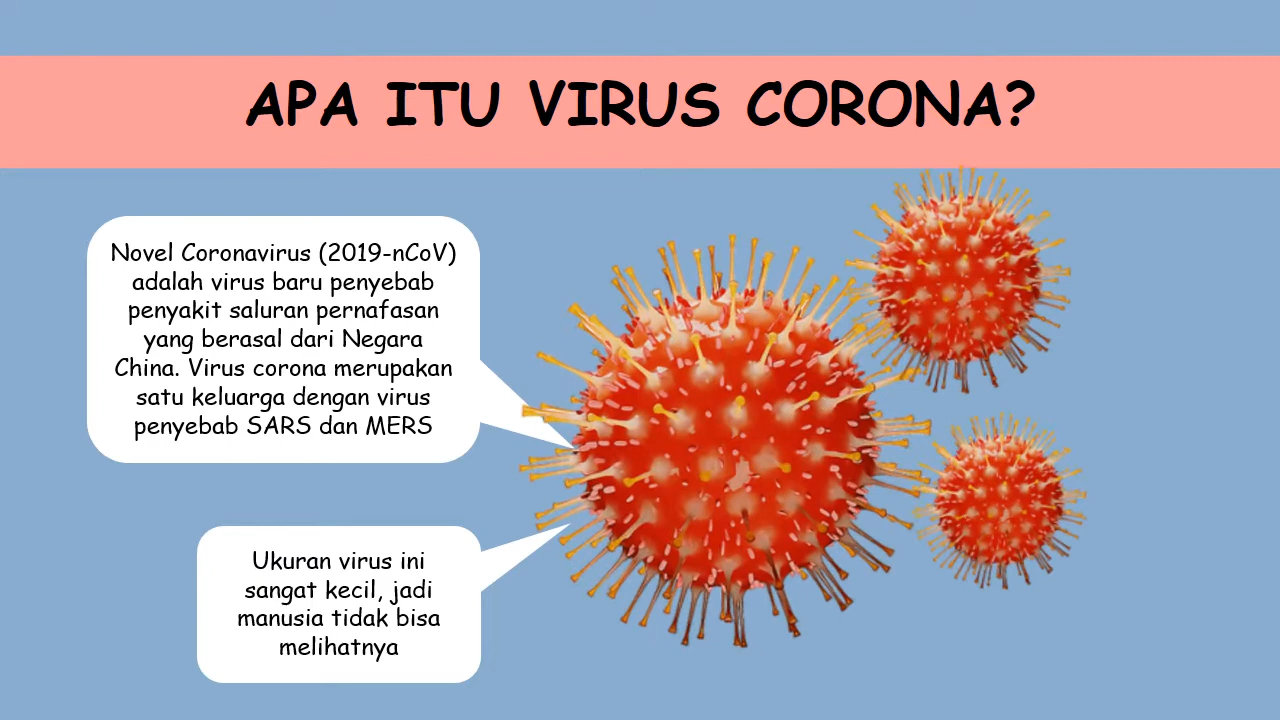 APA ITU VIRUS CORONA?
Novel Coronavirus (2019-nCoV)
adalah virus baru penyebab
penyakit saluran pernafasan
yang berasal dari Negara
China. Virus corona merupakan
satu keluarga dengan virus
penyebab SARS dan MERS
Ukuran virus ini
sangat kecil, jadi
manusia tidak bisa
melihatnya